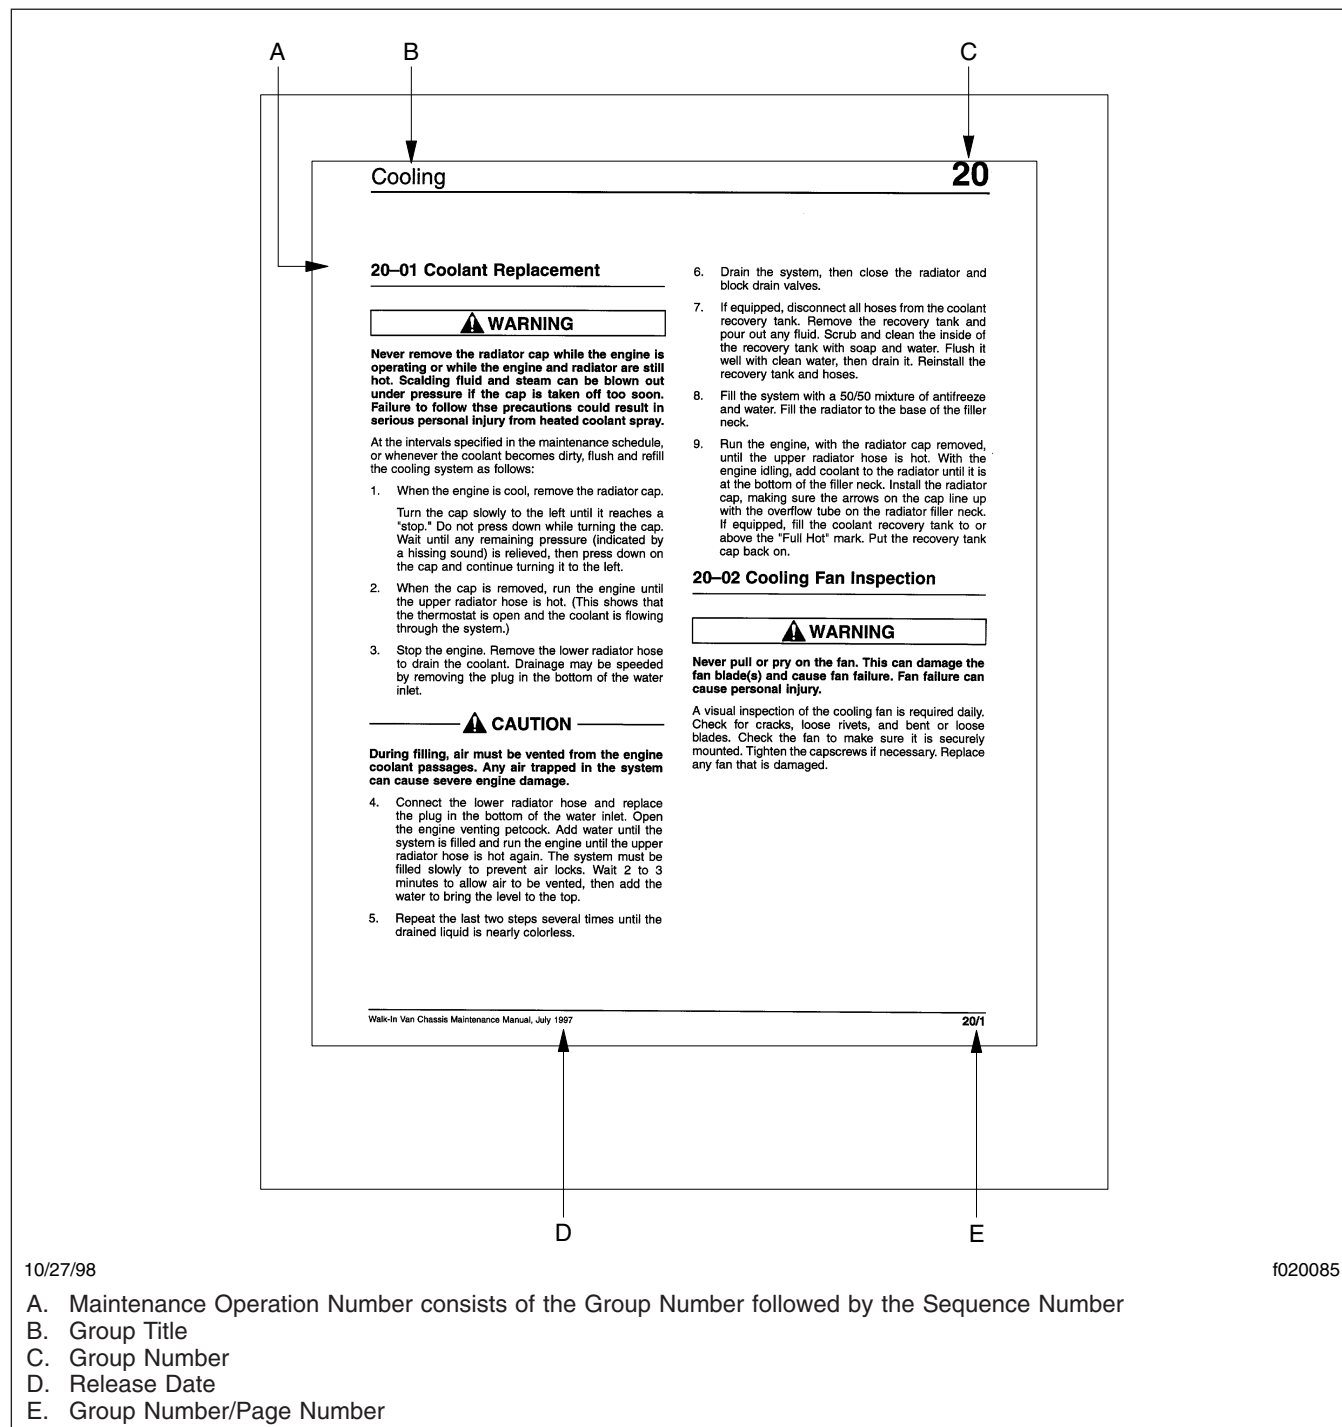 A
B
C
Cooling
20
20–01 Coolant Replacement
WARNING
Never remove the radiator cap while the engine is
operating or while the engine and radiator are still
hot. Scalding fluid and steam can be blown out
under pressure if the cap is taken off too soon.
Failure to follow thse precautions could result in
serious personal injury from heated coolant spray.
At the intervals specified in the maintenance schedule,
or whenever the coolant becomes dirty, flush and refill
the cooling system as follows:
1. When the engine is cool, remove the radiator cap.
Turn the cap slowly to the left until it reaches a
"stop." Do not press down while turning the cap.
Wait until any remaining pressure (indicated by
a hissing sound) is relieved, then press down on
the cap and continue turning it to the left.
2. When the cap is removed, run the engine until
the upper radiator hose is hot. (This shows that
the thermostat is open and the coolant is flowing
through the system.)
3. Stop the engine. Remove the lower radiator hose
to drain the coolant. Drainage may be speeded
by removing the plug in the bottom of the water
inlet.
CAUTION
During filling, air must be vented from the engine
coolant passages. Any air trapped in the system
can cause severe engine damage.
4. Connect the lower radiator hose and replace
the plug in the bottom of the water inlet. Open
the engine venting petcock. Add water until the
system is filled and run the engine until the upper
radiator hose is hot again. The system must be
filled slowly to prevent air locks. Wait 2 to 3
minutes to allow air to be vented, then add the
water to bring the level to the top.
5. Repeat the last two steps several times until the
drained liquid is nearly colorless.
6. Drain the system, then close the radiator and
block drain valves.
7. If equipped, disconnect all hoses from the coolant
recovery tank. Remove the recovery tank and
pour out any fluid. Scrub and clean the inside of
the recovery tank with soap and water. Flush it
well with clean water, then drain it. Reinstall the
recovery tank and hoses.
8. Fill the system with a 50/50 mixture of antifreeze
and water. Fill the radiator to the base of the filler
neck.
9. Run the engine, with the radiator cap removed,
until the upper radiator hose is hot. With the
engine idling, add coolant to the radiator until it is
at the bottom of the filler neck. Install the radiator
cap, making sure the arrows on the cap line up
with the overflow tube on the radiator filler neck.
If equipped, fill the coolant recovery tank to or
above the "Full Hot" mark. Put the recovery tank
cap back on.
20–02 Cooling Fan Inspection
WARNING
Never pull or pry on the fan. This can damage the
fan blade(s) and cause fan failure. Fan failure can
cause personal injury.
A visual inspection of the cooling fan is required daily.
Check for cracks, loose rivets, and bent or loose
blades. Check the fan to make sure it is securely
mounted. Tighten the capscrews if necessary. Replace
any fan that is damaged.
Walk-In Van Chassis Maintenance Manual, July 1997
20/1
D
E
10/27/98
f020085
A. Maintenance Operation Number consists of the Group Number followed by the Sequence Number
B. Group Title
C. Group Number
D. Release Date
E. Group Number/Page Number